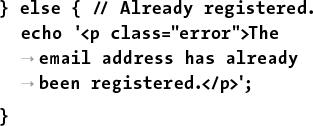 } else { // Already registered.
echo '<p class="error">The
→ email address has already
→ been registered.</p>';
}